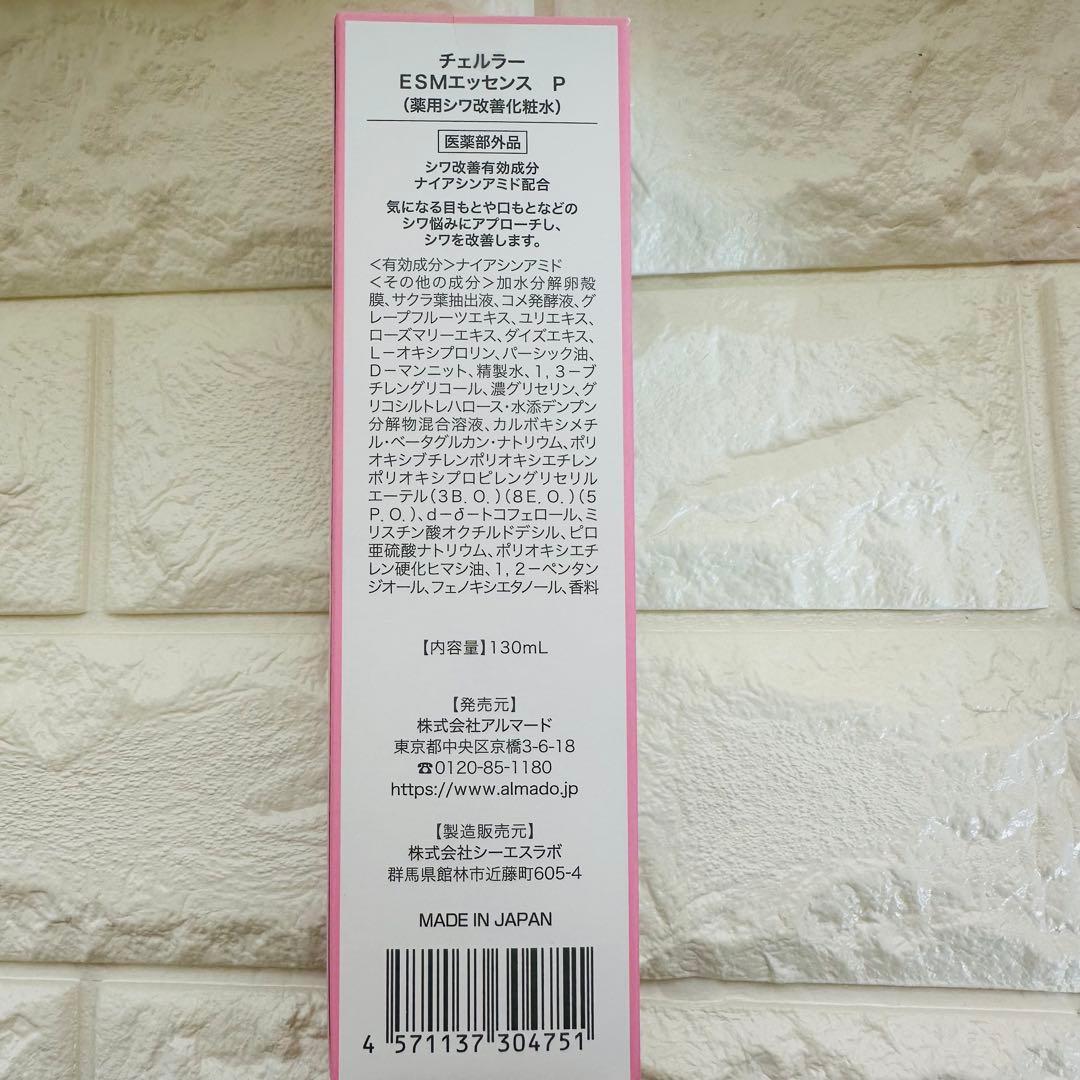 チェルラー
ESMエッセンス　P
(薬用シワ改善化粧水)
医薬部外品
シワ改善有効成分
ナイアシンアミド配合
気になる目もとや口もとなどの
シワ悩みにアプローチし、
シワを改善します。
<有効成分>ナイアシンアミド
<その他の成分>加水分解卵殻
膜、サクラ葉抽出液、コメ発酵液、グ
レープフルーツエキス、ユリエキス、
ローズマリーエキス、ダイズエキス、
L-オキシプロリン、パーシック油、
D-マンニット、精製水、1,3-ブ
チレングリコール、濃グリセリン、グ
リコシルトレハロース・水添デンプン
分解物混合溶液、カルボキシメチ
ル・ベータグルカン・ナトリウム、ポリ
オキシブチレンポリオキシエチレン
ポリオキシプロピレングリセリル
エーテル(3B.O.)(8E.O.)(5
P.O.)、d-δ-トコフェロール、ミ
リスチン酸オクチルドデシル、ピロ
亜硫酸ナトリウム、ポリオキシエチ
レン硬化ヒマシ油、1,2-ペンタン
ジオール、フェノキシエタノール、香料
【内容量】130mL
【発売元】
株式会社アルマード
東京都中央区京橋3-6-18
☎0120-85-1180
https://www.almado.jp
【製造販売元】
株式会社シーエスラボ
群馬県館林市近藤町605-4
MADE IN JAPAN
4 571137 304751